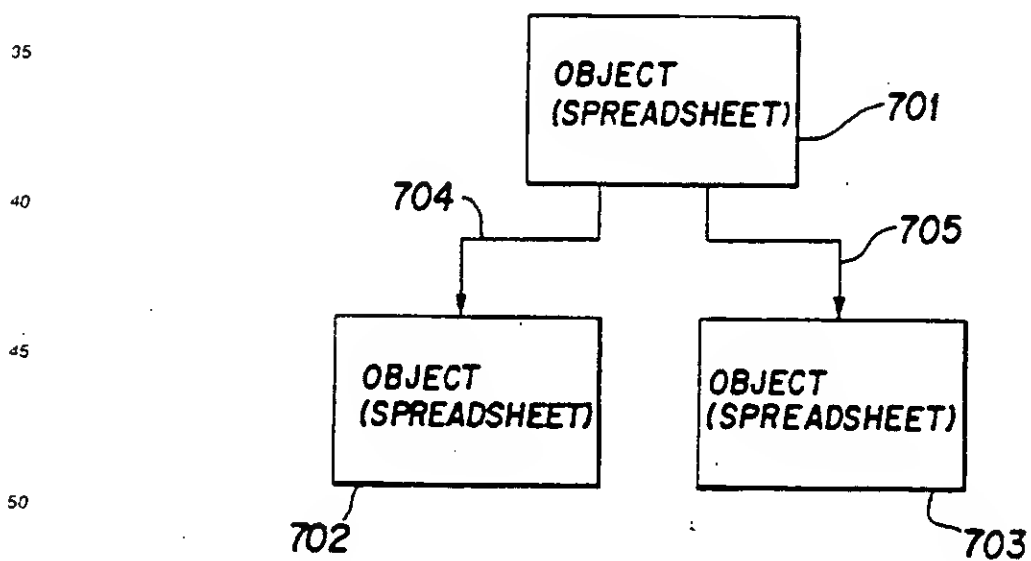 35
OBJECT
(SPREADSHEET)
701
40
704
705
45
OBJECT
(SPREADSHEET)
OBJECT
(SPREADSHEET)
50
702
703